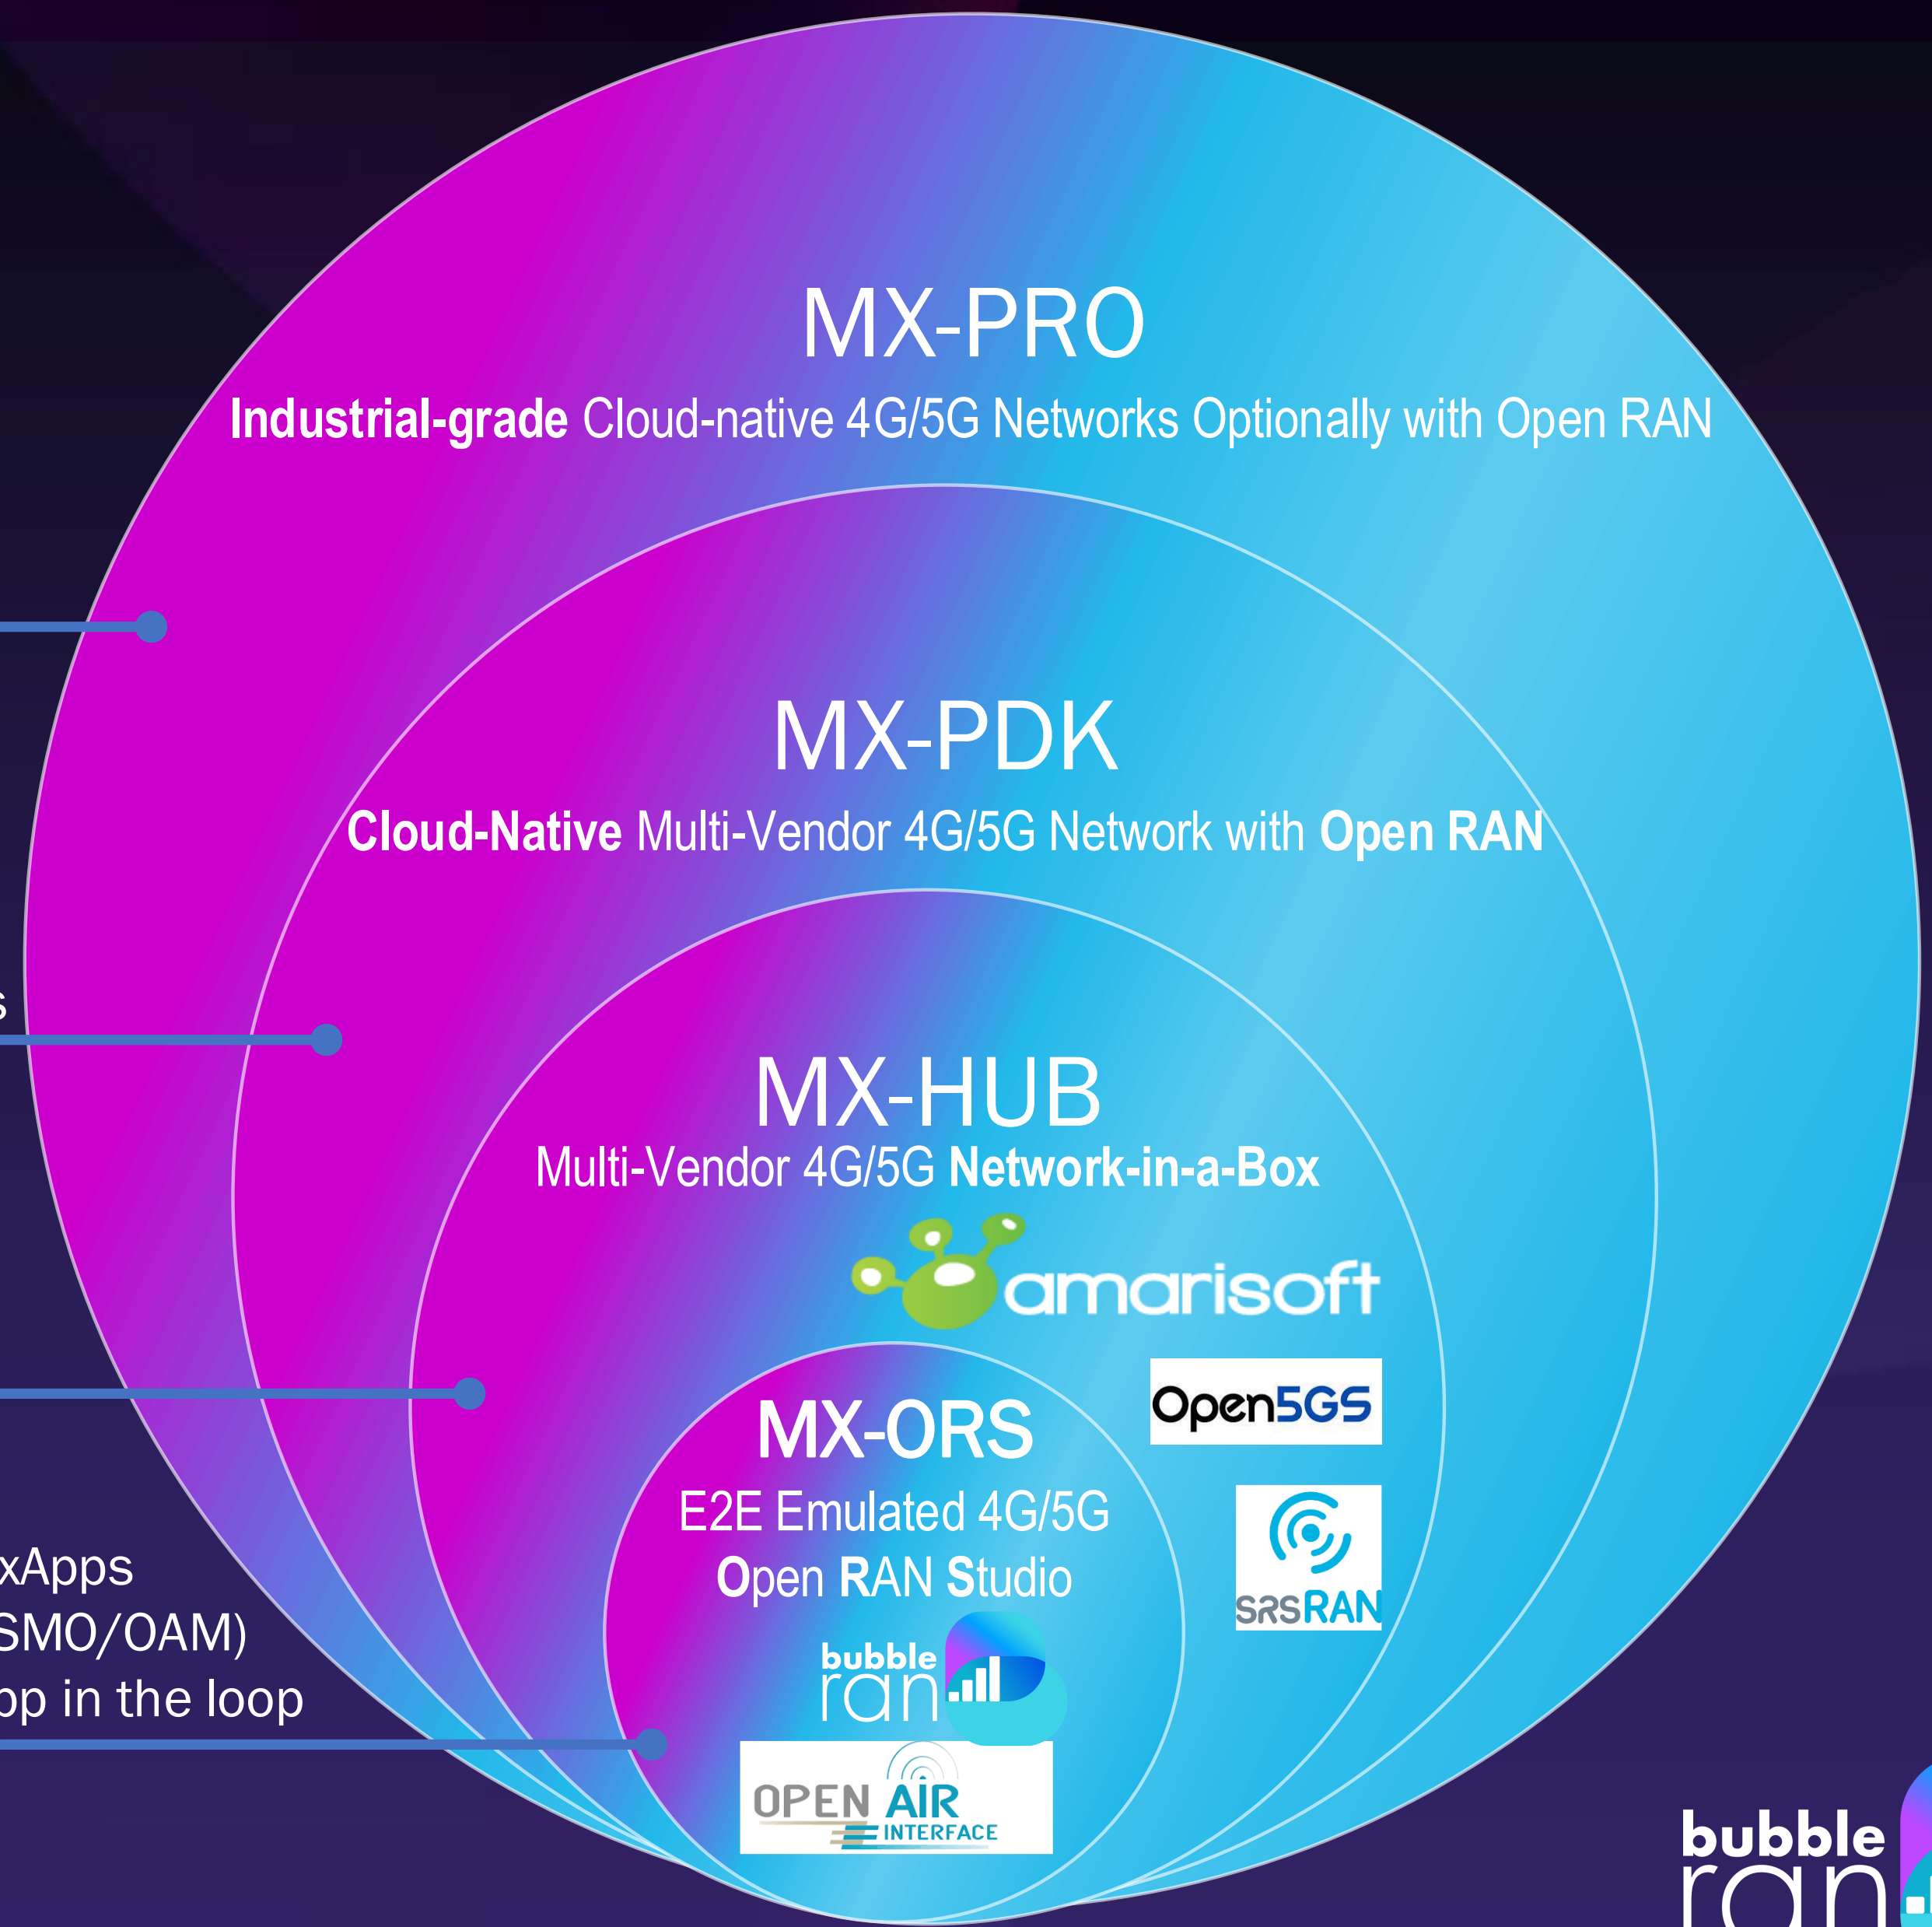 MX-PRO
Industrial-grade Cloud-native 4G/5G Networks Optionally with Open RAN
MX-PDK
Cloud-Native Multi-Vendor 4G/5G Network with Open RAN
MX-HUB
Multi-Vendor 4G/5G Network-in-a-Box
amarisoft
Open5GS
MX-ORS
E2E Emulated 4G/5G
Open RAN Studio
srsRAN
xApps
SMO/OAM)
in the loop
bubble
ran
OPEN AIR
INTERFACE
bubble
ran